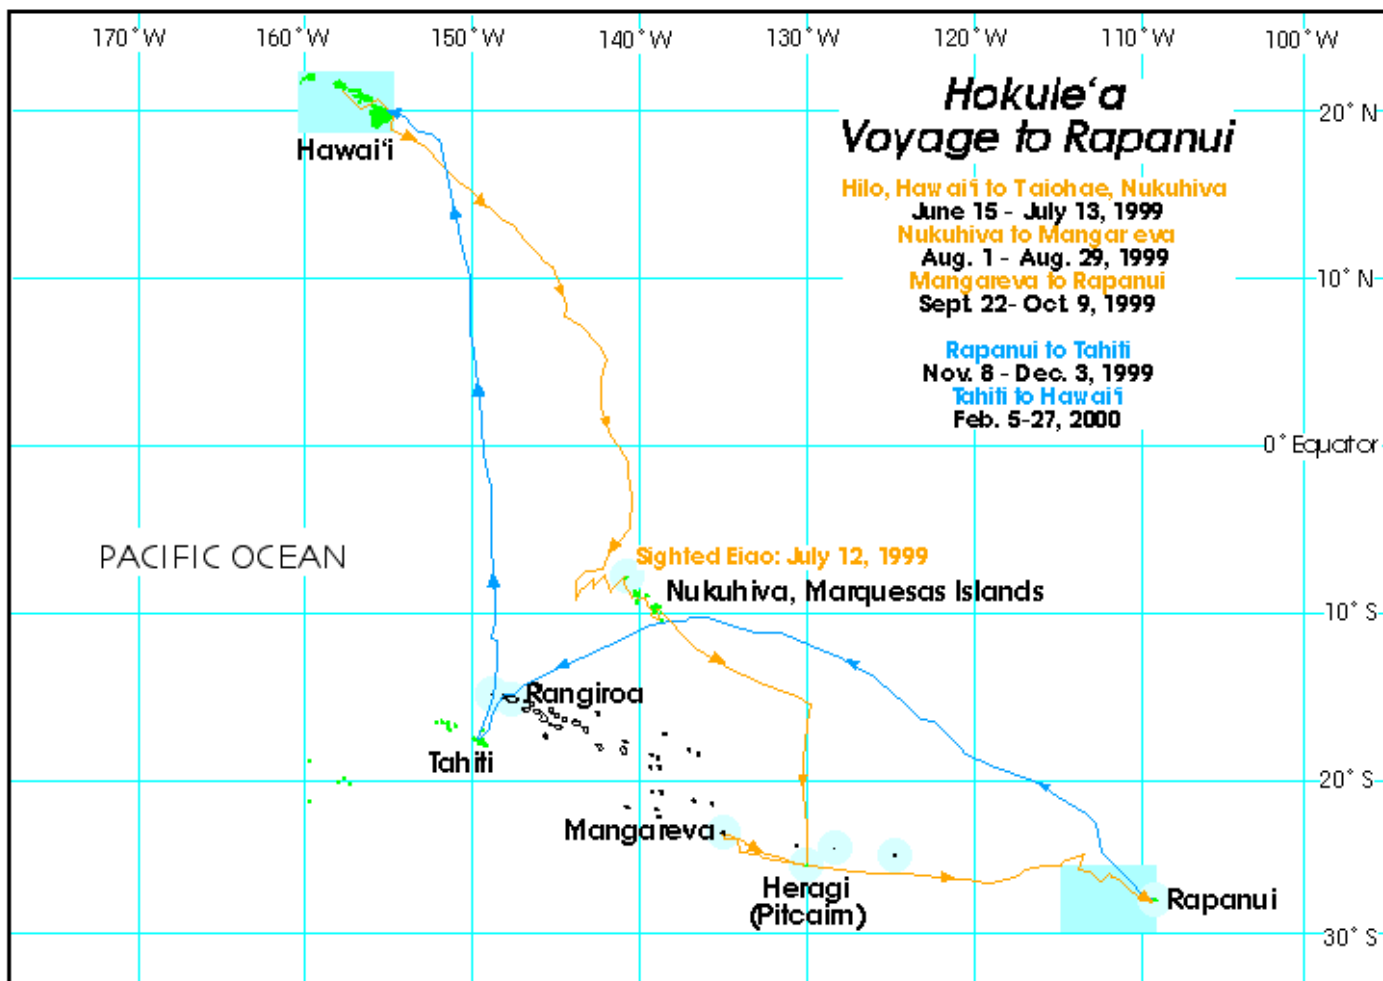 170°W 160°W 150°W 140°W 130°W 120°W 110°W 100°W
Hokule‘a
Voyage to Rapanui
20° N
Hawai‘i
Hilo, Hawai‘i to Taiohae, Nukuhiva
June 15 - July 13, 1999
Nukuhiva to Mangareva
Aug. 1 - Aug. 29, 1999
Mangareva to Rapanui
Sept. 22- Oct. 9, 1999
10° N
Rapanui to Tahiti
Nov. 8 - Dec. 3, 1999
Tahiti to Hawai‘i
Feb. 5-27, 2000
0° Equator
PACIFIC OCEAN
Sighted Eiao: July 12, 1999
Nukuhiva, Marquesas Islands
10° S
Rangiroa
Tahiti
20° S
Mangareva
Heragi
(Pitcairn)
Rapanui
30° S